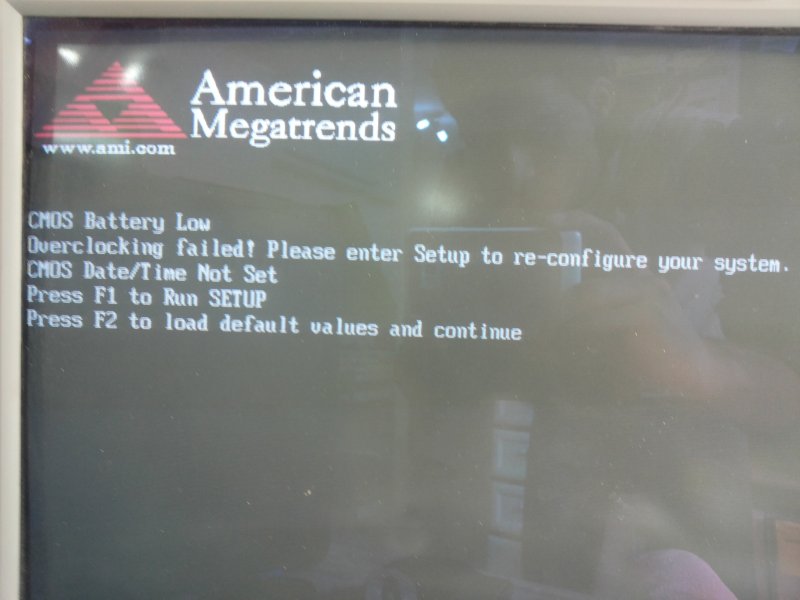 American
Megatrends
www.ami.com
CMOS Battery Low
Overclocking failed! Please enter Setup to re-configure your system.
CMOS Date/Time Not Set
Press F1 to Run SETUP
Press F2 to load default values and continue